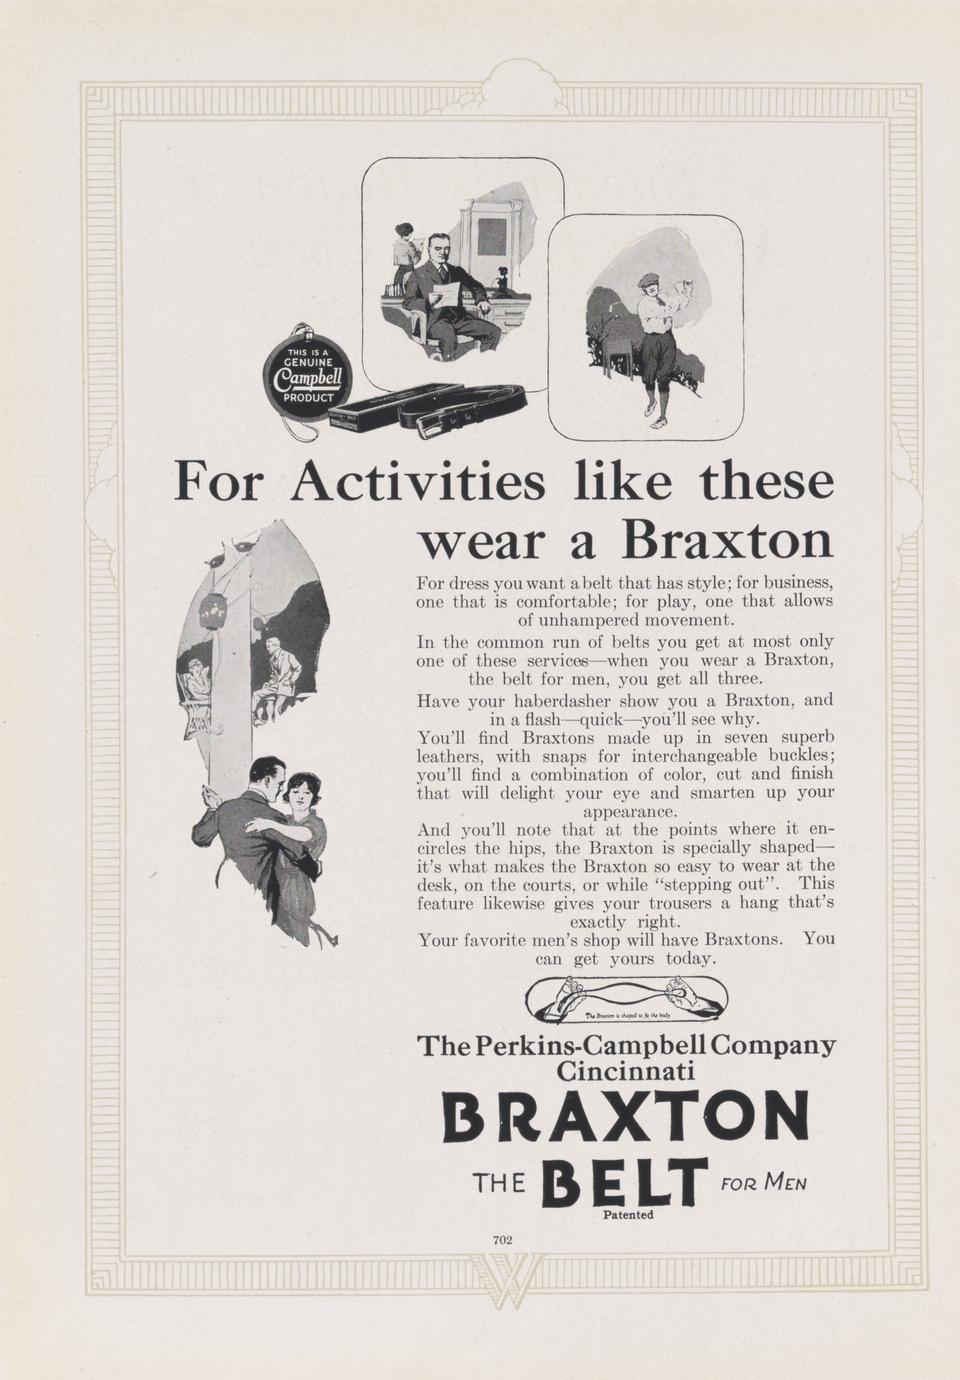 THIS IS A
GENUINE
Campbell
PRODUCT
For Activities like these
wear a Braxton
For dress you want a belt that has style; for business,
one that is comfortable; for play, one that allows
of unhampered movement.
In the common run of belts you get at most only
one of these services—when you wear a Braxton,
the belt for men, you get all three.
Have your haberdasher show you a Braxton, and
in a flash—quick—you'll see why.
You'll find Braxtons made up in seven superb
leathers, with snaps for interchangeable buckles;
you'll find a combination of color, cut and finish
that will delight your eye and smarten up your
appearance.
And you'll note that at the points where it en-
circles the hips, the Braxton is specially shaped—
it's what makes the Braxton so easy to wear at the
desk, on the courts, or while "stepping out". This
feature likewise gives your trousers a hang that's
exactly right.
Your favorite men's shop will have Braxtons. You
can get yours today.
The Braxton is shaped to fit the body
The Perkins-Campbell Company
Cincinnati
BRAXTON
THE BELT FOR MEN
Patented
702
W